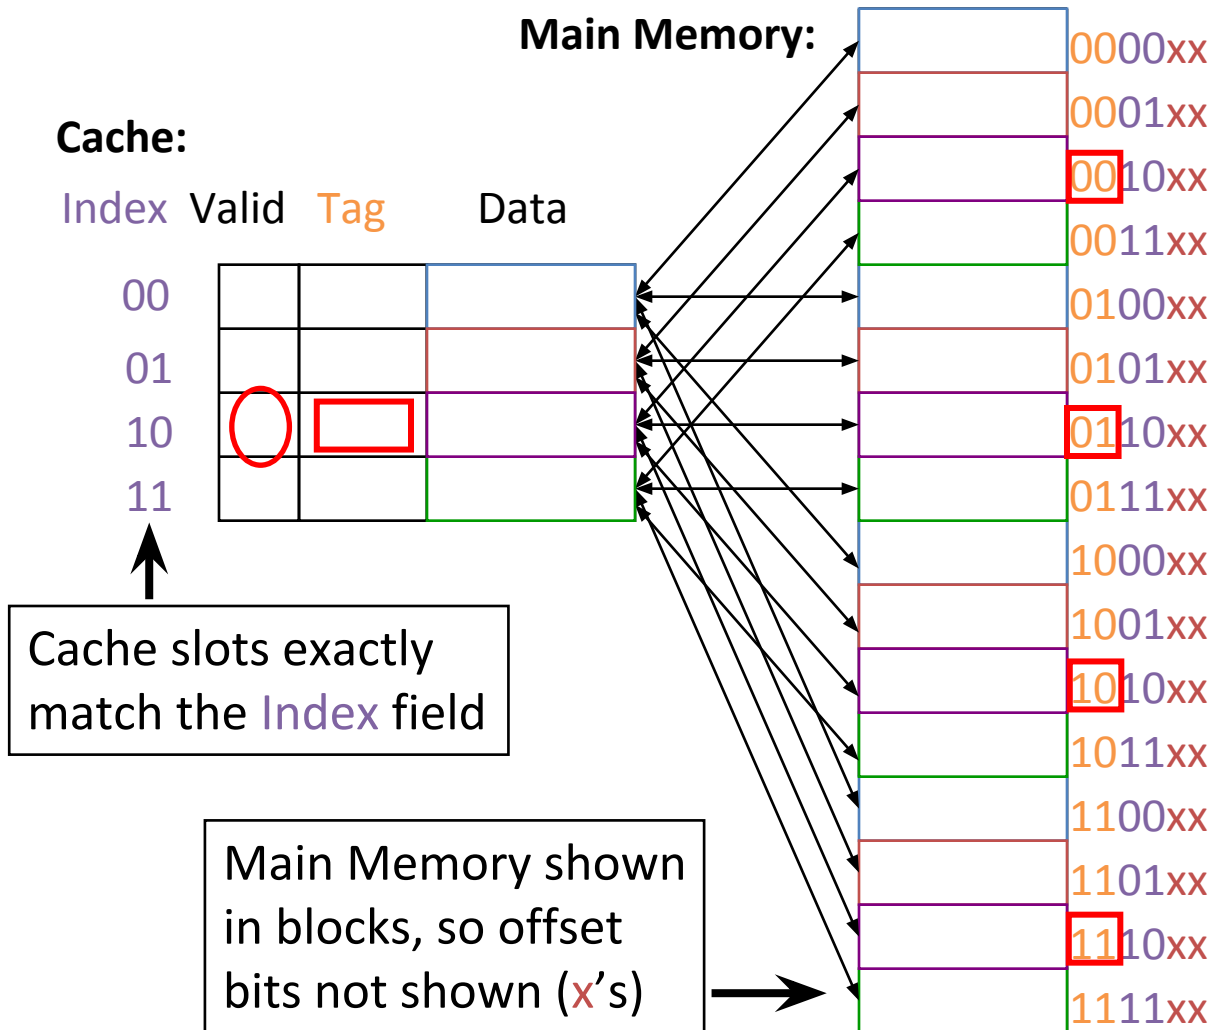 Main Memory:
Cache:
Index Valid Tag Data
00
01
10
11
Cache slots exactly
match the Index field
Main Memory shown
in blocks, so offset
bits not shown (x's)
0000xx
0001xx
0010xx
0011xx
0100xx
0101xx
0110xx
0111xx
1000xx
1001xx
1010xx
1011xx
1100xx
1101xx
1110xx
1111xx